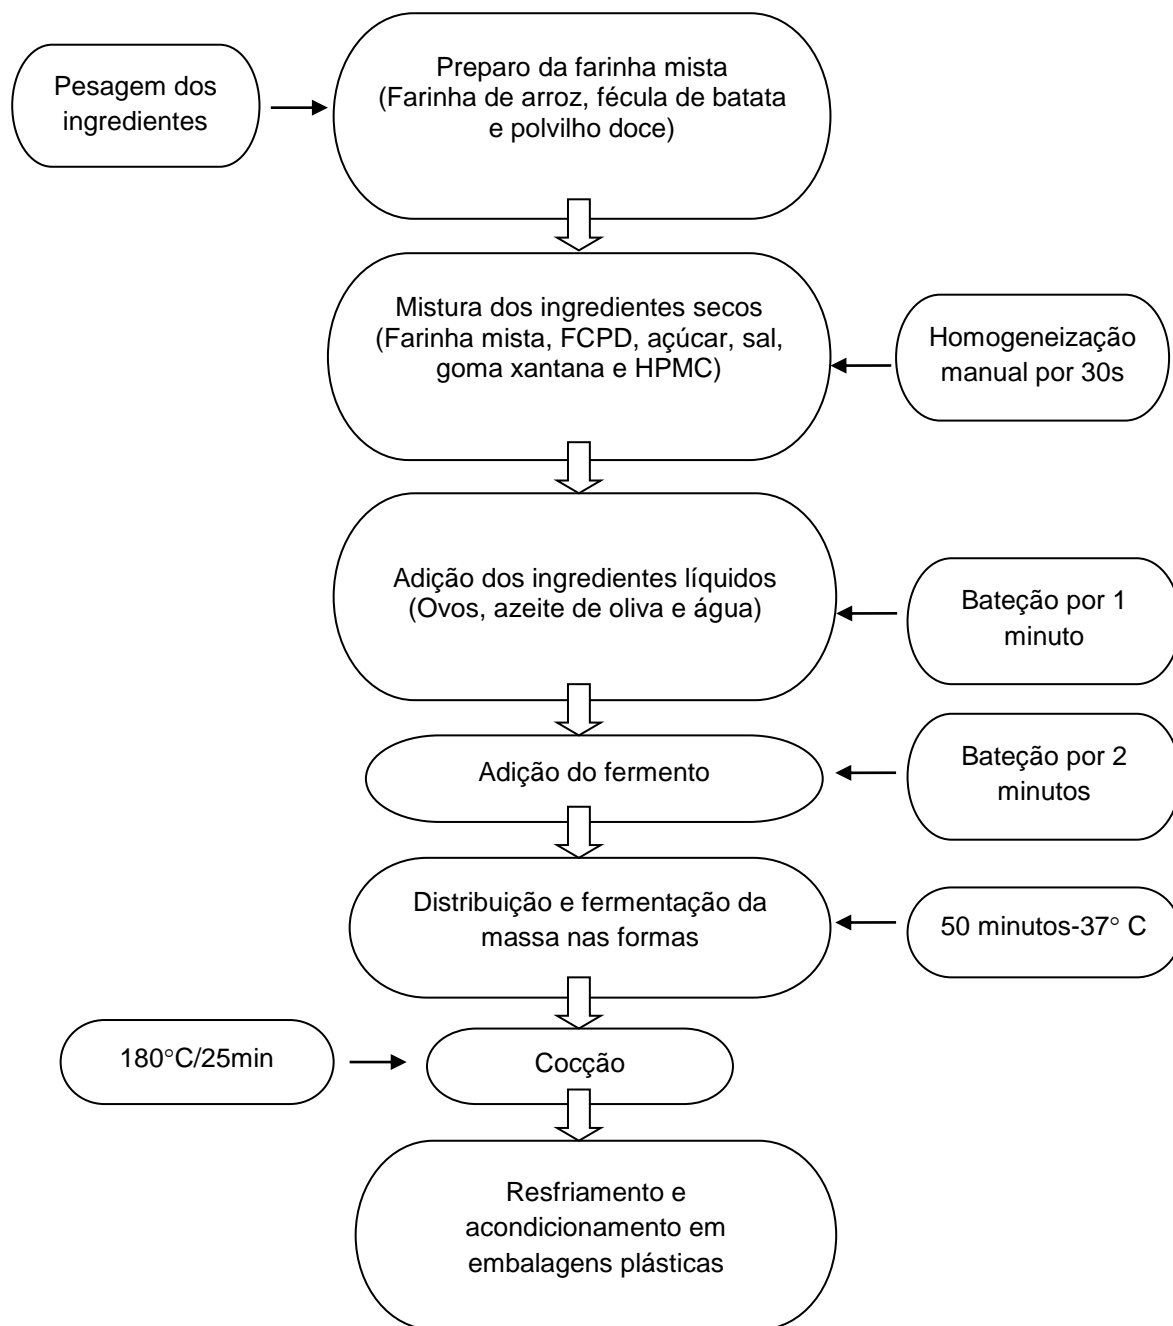 Pesagem dos
ingredientes
Preparo da farinha mista
(Farinha de arroz, fécula de batata
e polvilho doce)
Mistura dos ingredientes secos
(Farinha mista, FCPD, açúcar, sal,
goma xantana e HPMC)
Homogeneização
manual por 30s
Adição dos ingredientes líquidos
(Ovos, azeite de oliva e água)
Bateção por 1
minuto
Adição do fermento
Bateção por 2
minutos
Distribuição e fermentação da
massa nas formas
50 minutos-37° C
180°C/25min
Cocção
Resfriamento e
acondicionamento em
embalagens plásticas